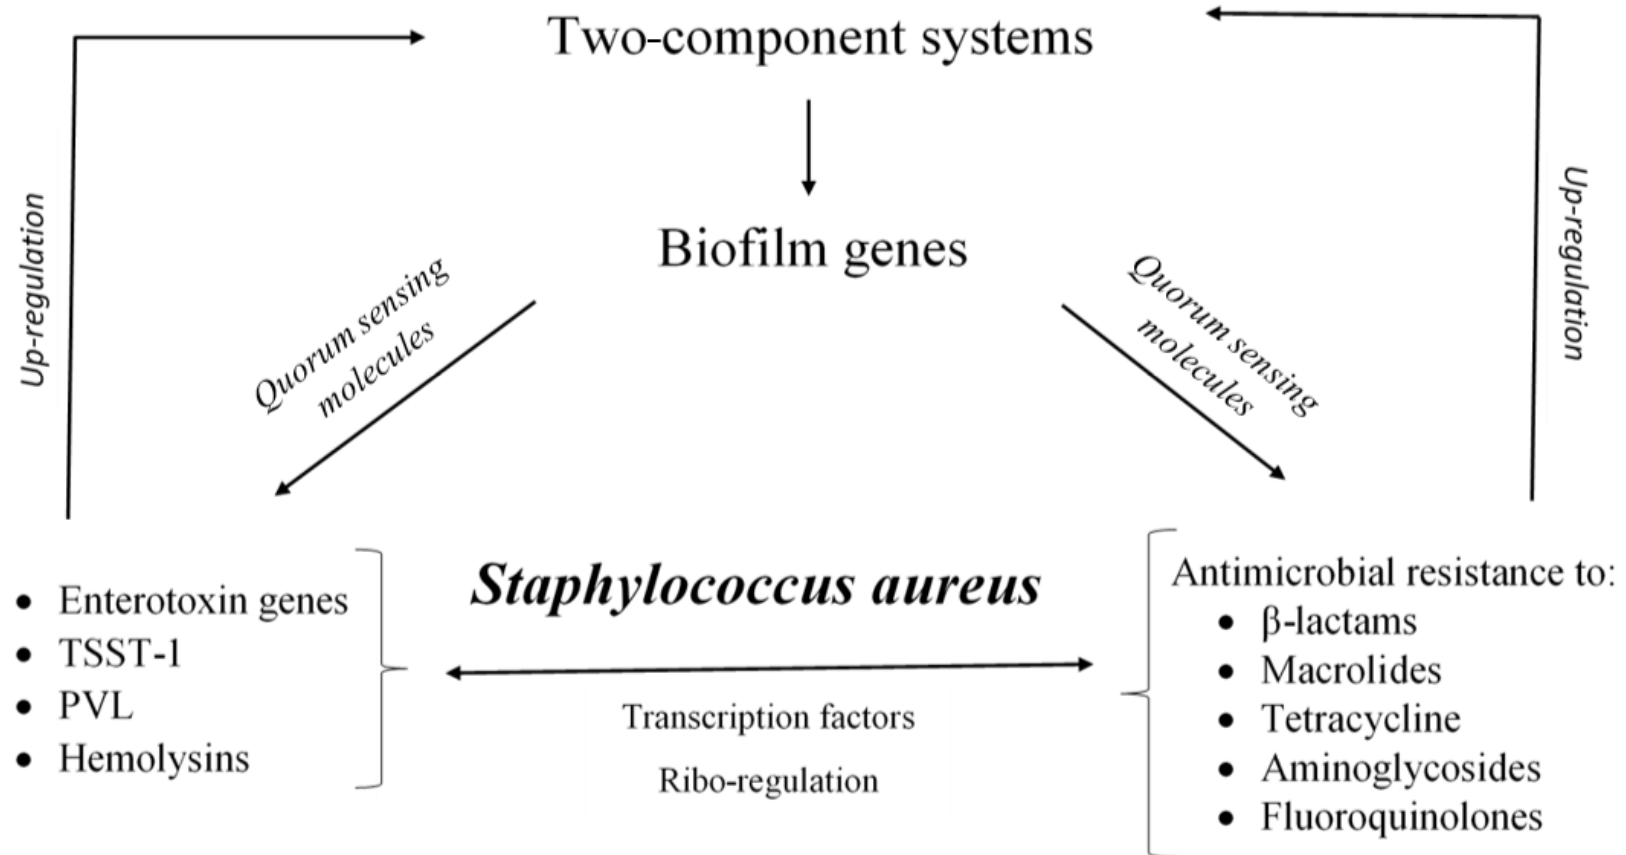 Two-component systems
Up-regulation
Up-regulation
Biofilm genes
Quorum sensing
molecules
Quorum sensing
molecules
• Enterotoxin genes
• TSST-1
• PVL
• Hemolysins
Staphylococcus aureus
Transcription factors
Ribo-regulation
Antimicrobial resistance to:
• β-lactams
• Macrolides
• Tetracycline
• Aminoglycosides
• Fluoroquinolones